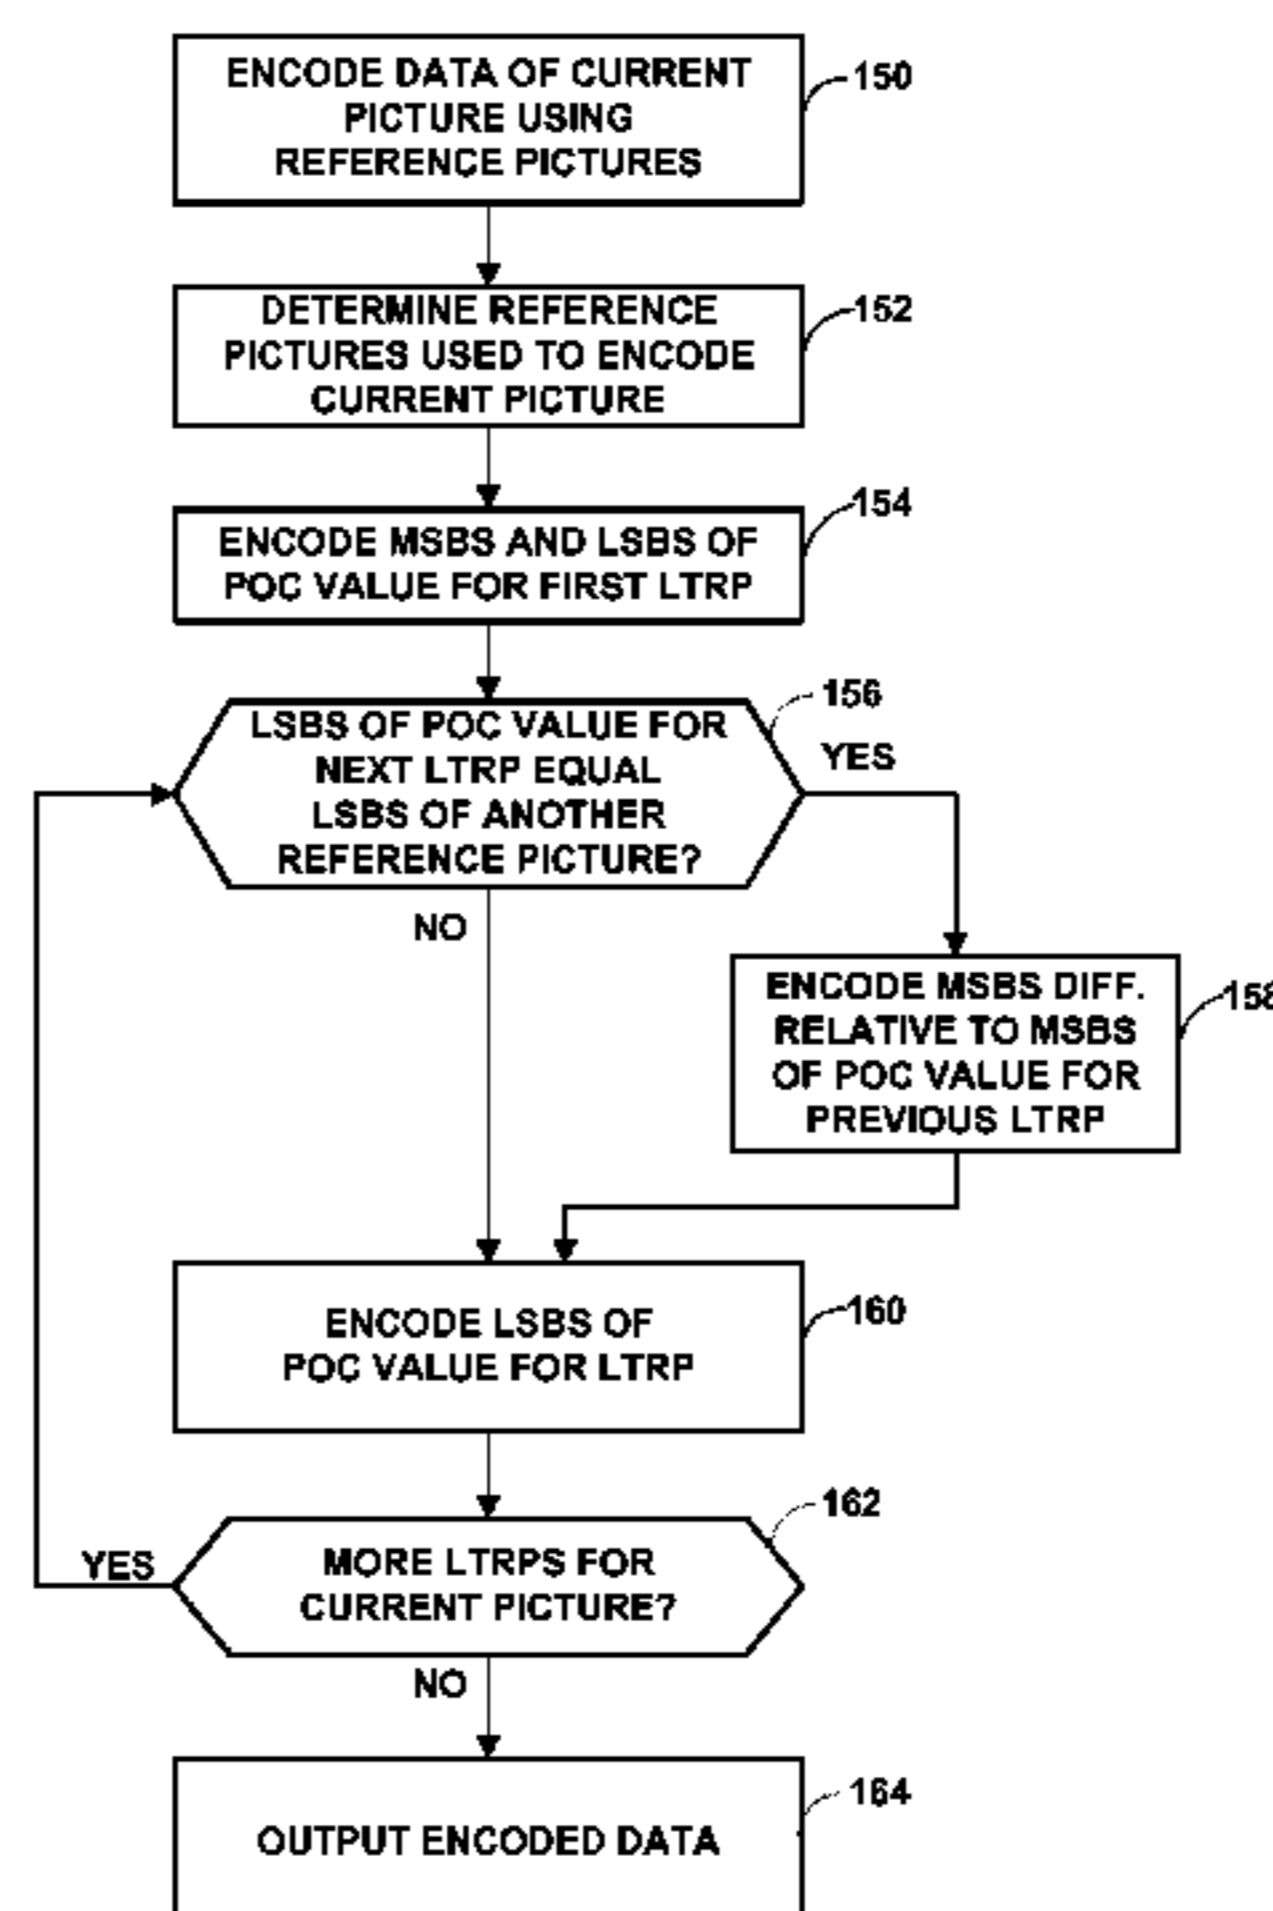 ENCODE DATA OF CURRENT
PICTURE USING
REFERENCE PICTURES
150
DETERMINE REFERENCE
PICTURES USED TO ENCODE
CURRENT PICTURE
152
ENCODE MSBS AND LSBS OF
POC VALUE FOR FIRST LTRP
154
LSBS OF POC VALUE FOR
NEXT LTRP EQUAL
LSBS OF ANOTHER
REFERENCE PICTURE?
156
YES
NO
ENCODE MSBS DIFF.
RELATIVE TO MSBS
OF POC VALUE FOR
PREVIOUS LTRP
158
ENCODE LSBS OF
POC VALUE FOR LTRP
160
MORE LTRPS FOR
CURRENT PICTURE?
162
YES
NO
OUTPUT ENCODED DATA
164